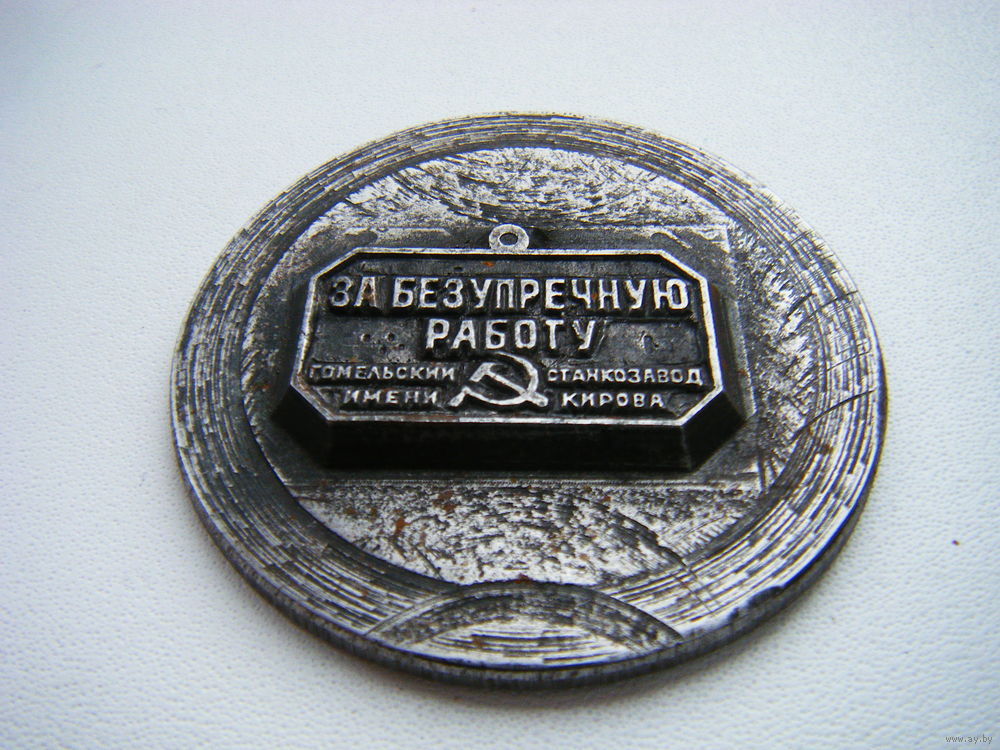 ЗА БЕЗУПРЕЧНУЮ
РАБОТУ
ГОМЕЛЬСКИЙ СТАНКОЗАВОД
ИМЕНИ КИРОВА
www.ay.by